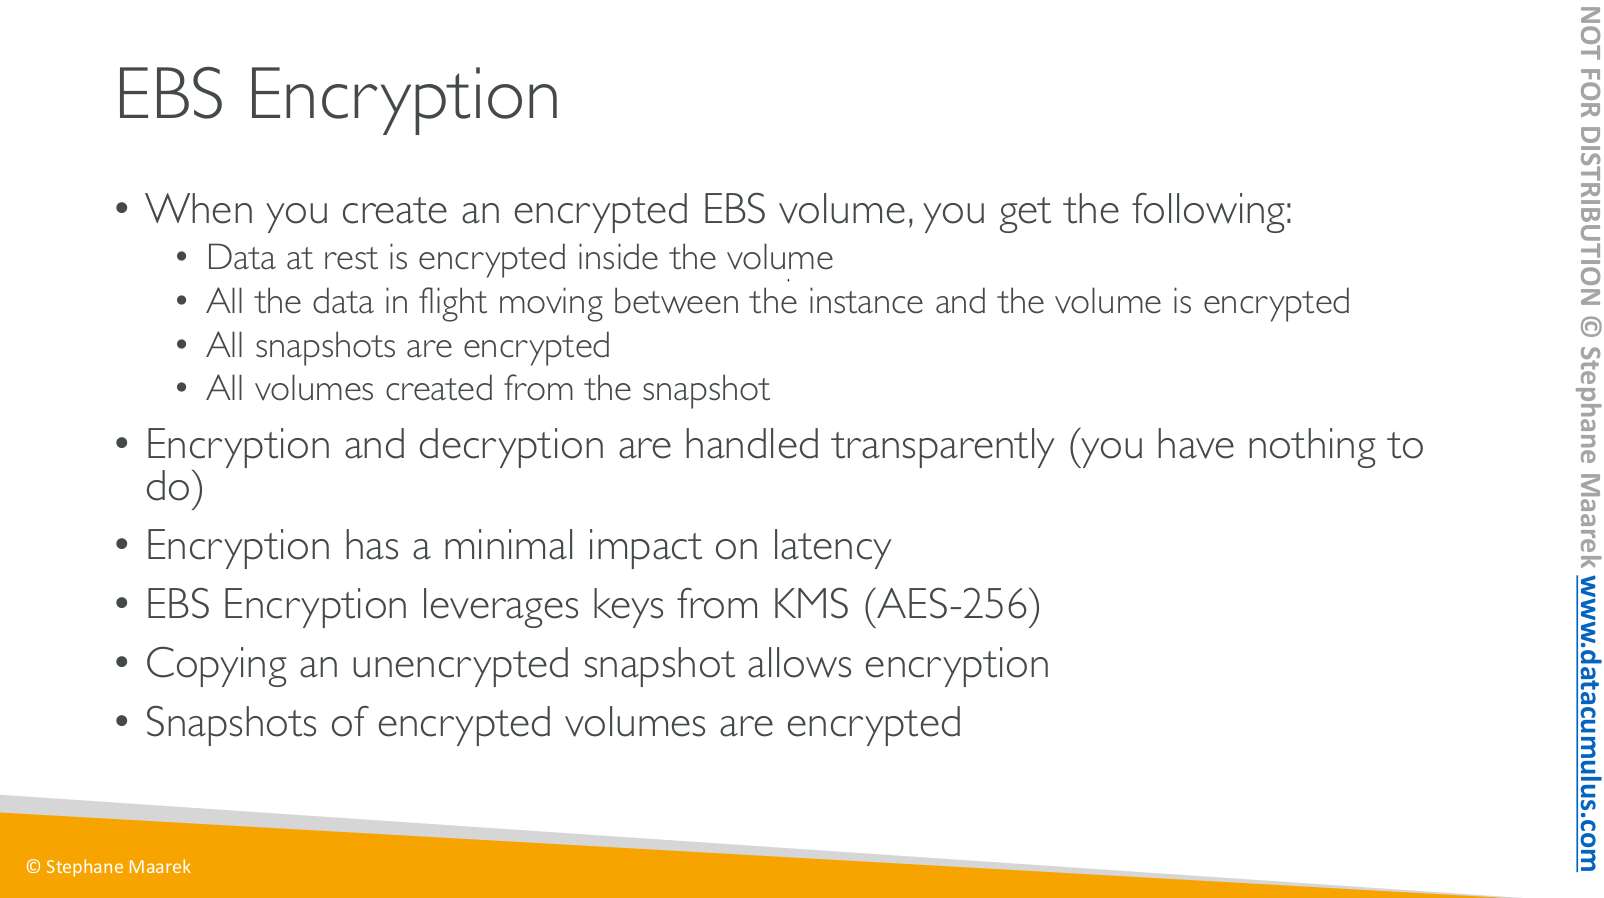 EBS Encryption
• When you create an encrypted EBS volume, you get the following:
• Data at rest is encrypted inside the volume
• All the data in flight moving between the instance and the volume is encrypted
• All snapshots are encrypted
• All volumes created from the snapshot
• Encryption and decryption are handled transparently (you have nothing to
do)
• Encryption has a minimal impact on latency
• EBS Encryption leverages keys from KMS (AES-256)
• Copying an unencrypted snapshot allows encryption
• Snapshots of encrypted volumes are encrypted
© Stephane Maarek
NOT FOR DISTRIBUTION © Stephane Maarek www.datacumulus.com